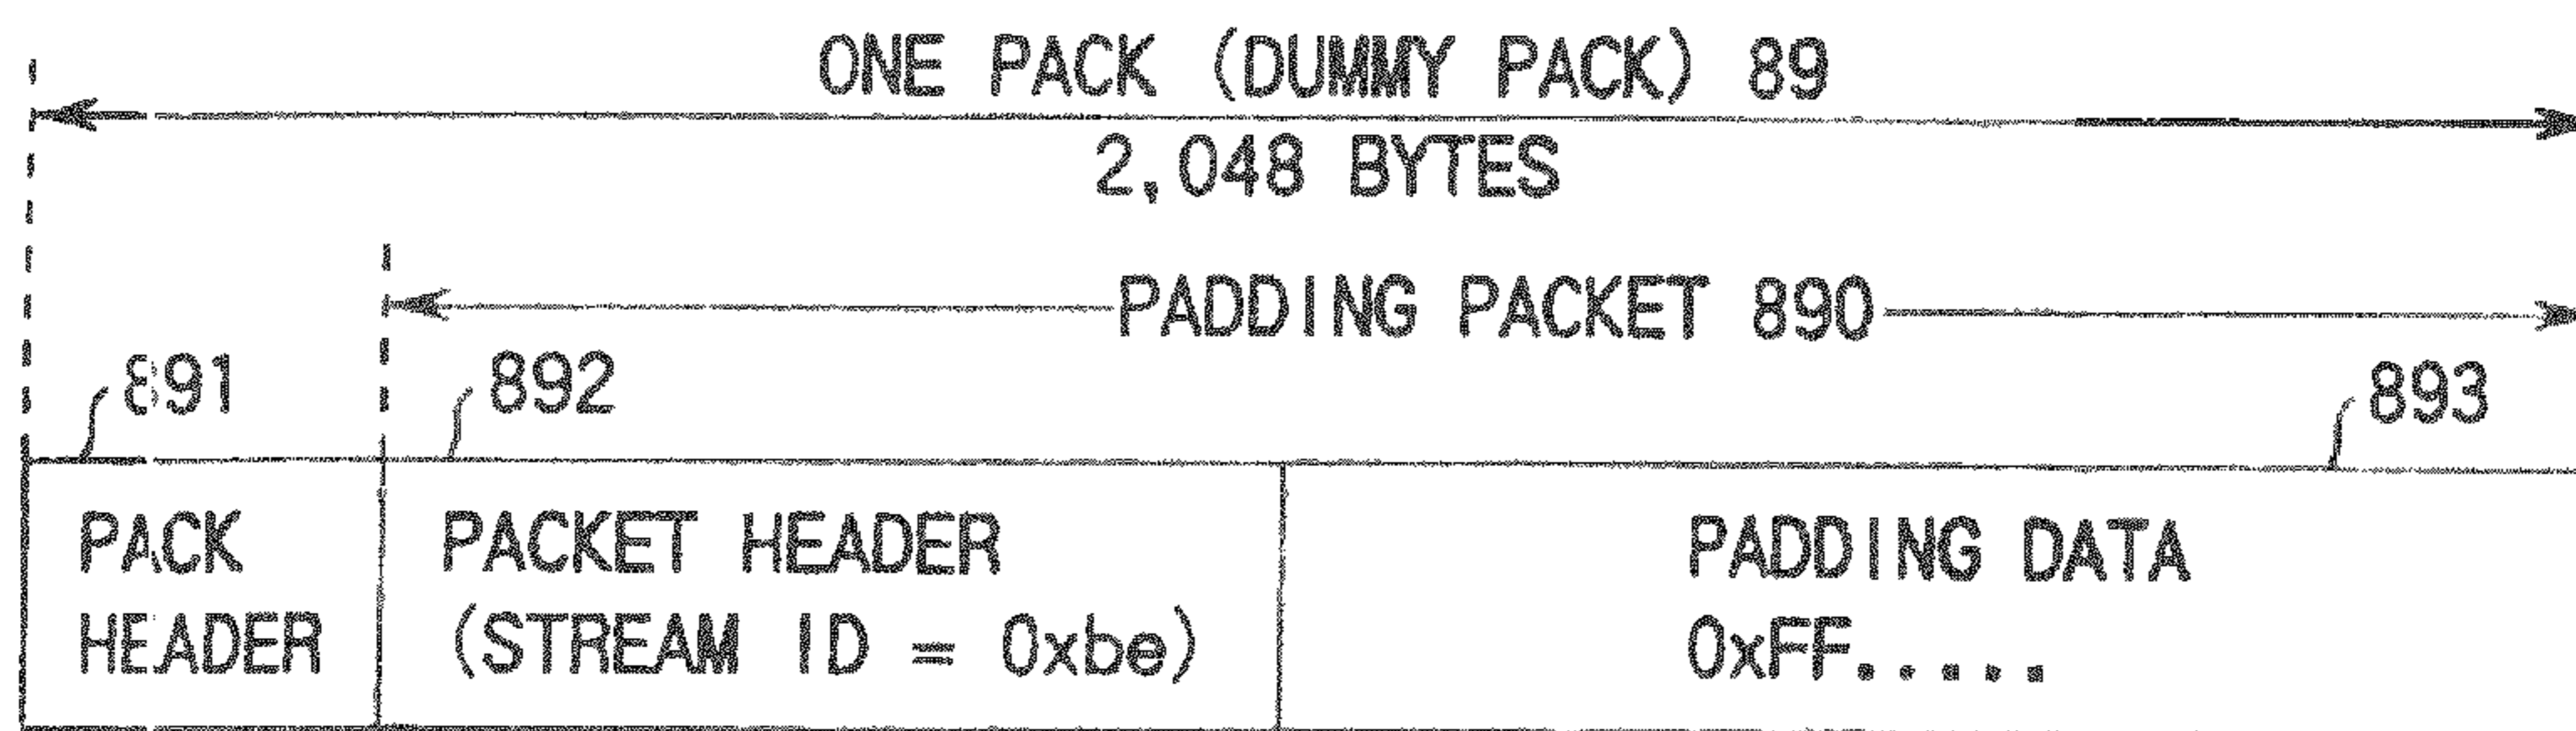 ONE PACK (DUMMY PACK) 89
2,048 BYTES
PADDING PACKET 890
891 892 893
PACK HEADER
PACKET HEADER
(STREAM ID = 0xbe)
PADDING DATA
0xFF.....